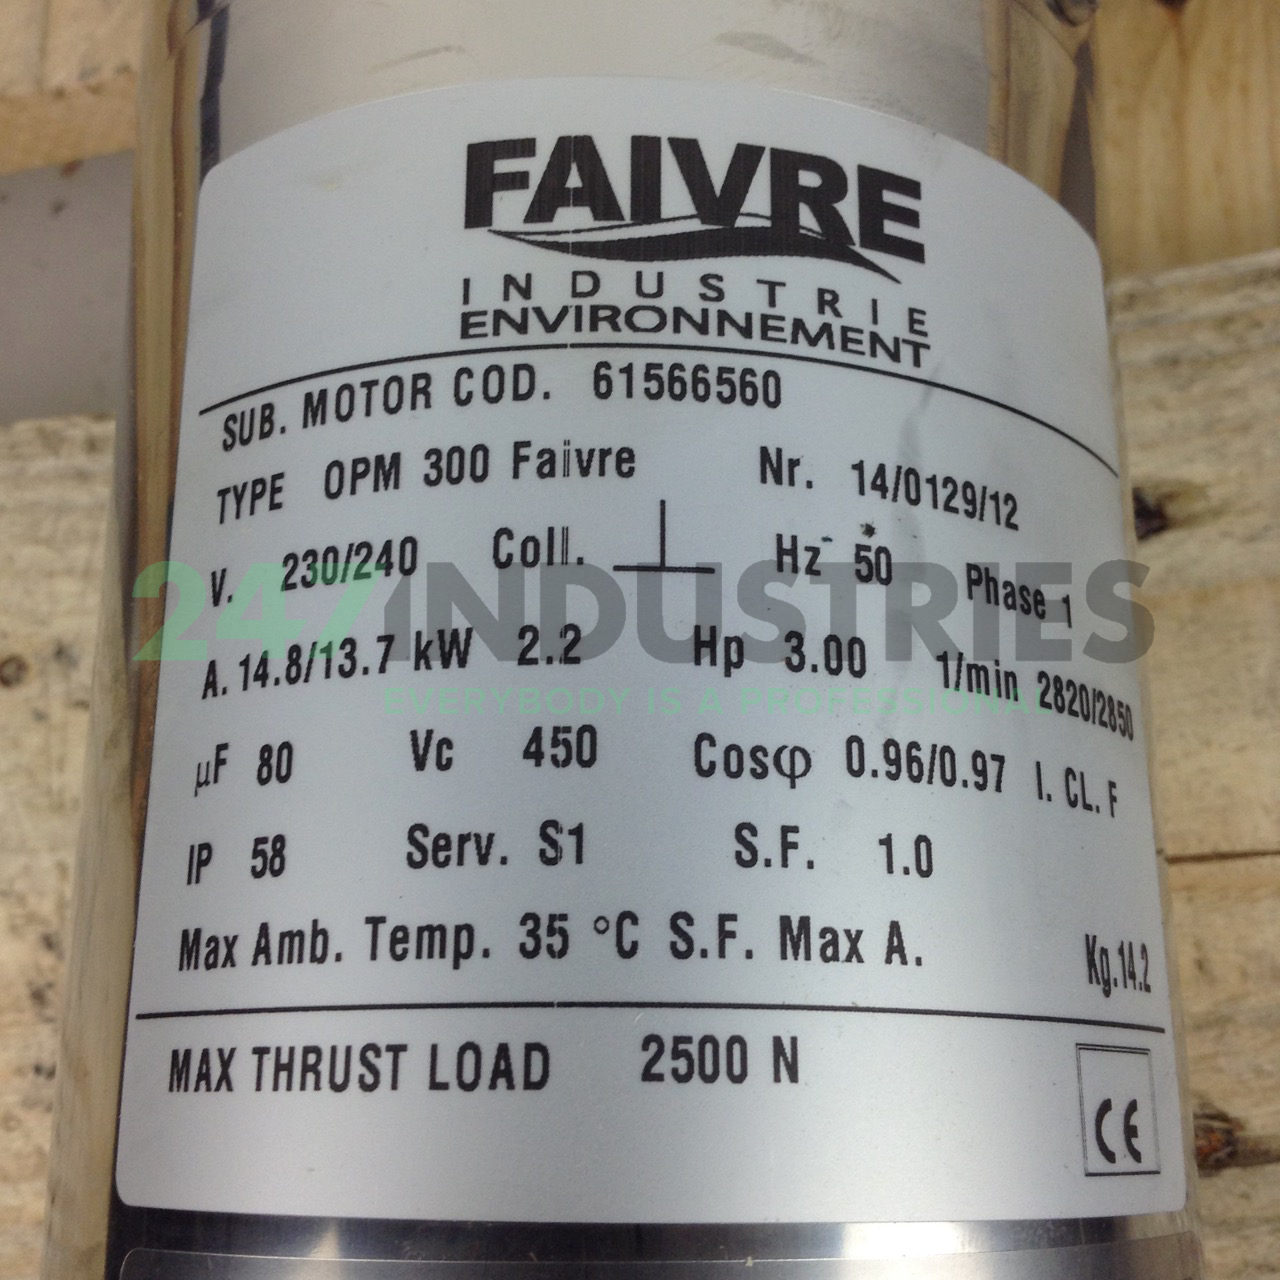 FAIVRE
INDUSTRIE
ENVIRONNEMENT
SUB. MOTOR COD. 61566560
TYPE OPM 300 Faivre Nr. 14/0129/12
V. 230/240 Coll. Hz 50 Phase 1
247 INDUSTRIES
A. 14.8/13.7 kW 2.2 Hp 3.00 1/min 2820/2850
EVERYBODY IS A PROFESSIONAL
µF 80 Vc 450 Cosφ 0.96/0.97 I. CL. F
IP 58 Serv. S1 S.F. 1.0
Max Amb. Temp. 35 °C S.F. Max A. Kg.14.2
MAX THRUST LOAD 2500 N
CE